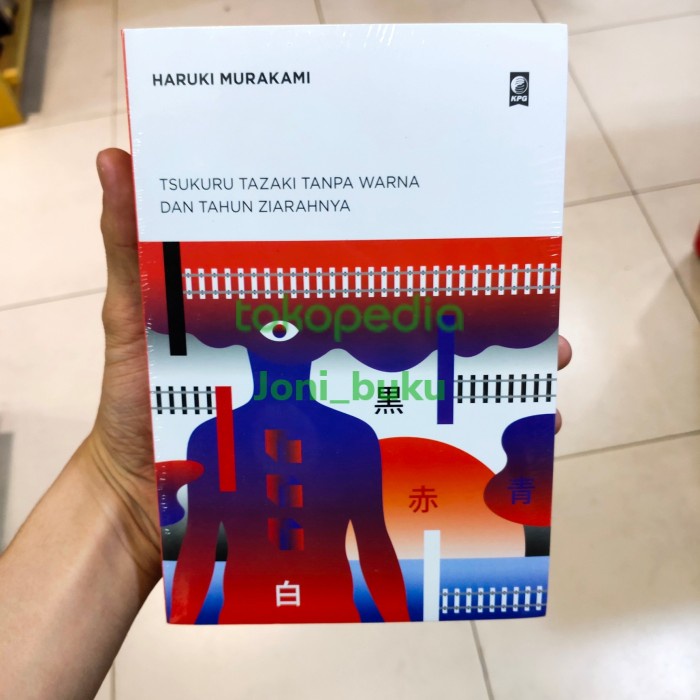 HARUKI MURAKAMI
KPG
TSUKURU TAZAKI TANPA WARNA
DAN TAHUN ZIARAHNYA
tokopedia
Joni_buku
黒
赤
青
白